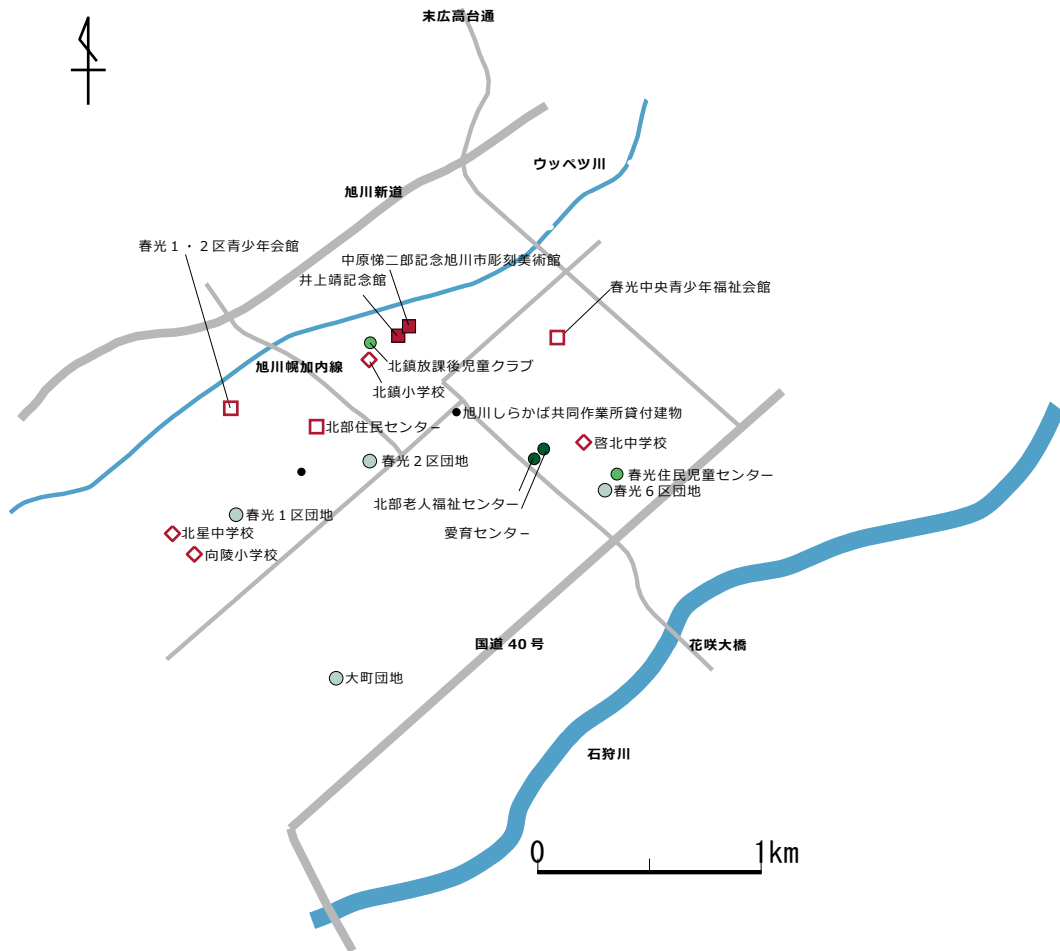 末広高台通
ウッペツ川
旭川新道
春光１・２区青少年会館
中原悌二郎記念旭川市彫刻美術館
井上靖記念館
春光中央青少年福祉会館
旭川幌加内線
北鎮放課後児童クラブ
北鎮小学校
旭川しらかば共同作業所貸付建物
北部住民センター
啓北中学校
春光２区団地
春光住民児童センター
春光６区団地
北部老人福祉センター
春光１区団地
愛育センター
北星中学校
向陵小学校
国道 40 号
花咲大橋
大町団地
石狩川
0
1km